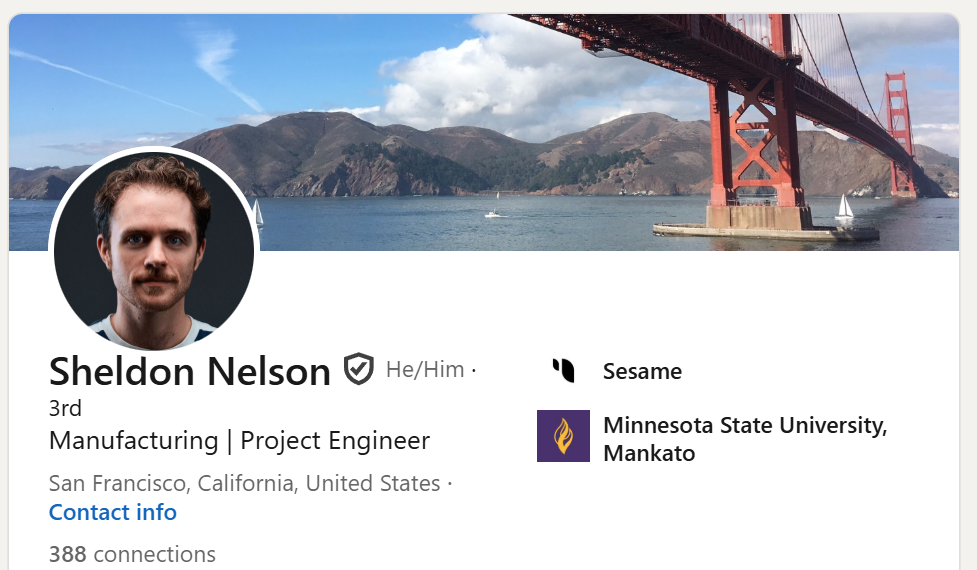 Sheldon Nelson He/Him ·
3rd
Manufacturing | Project Engineer
San Francisco, California, United States ·
Contact info
388 connections
Sesame
Minnesota State University,
Mankato